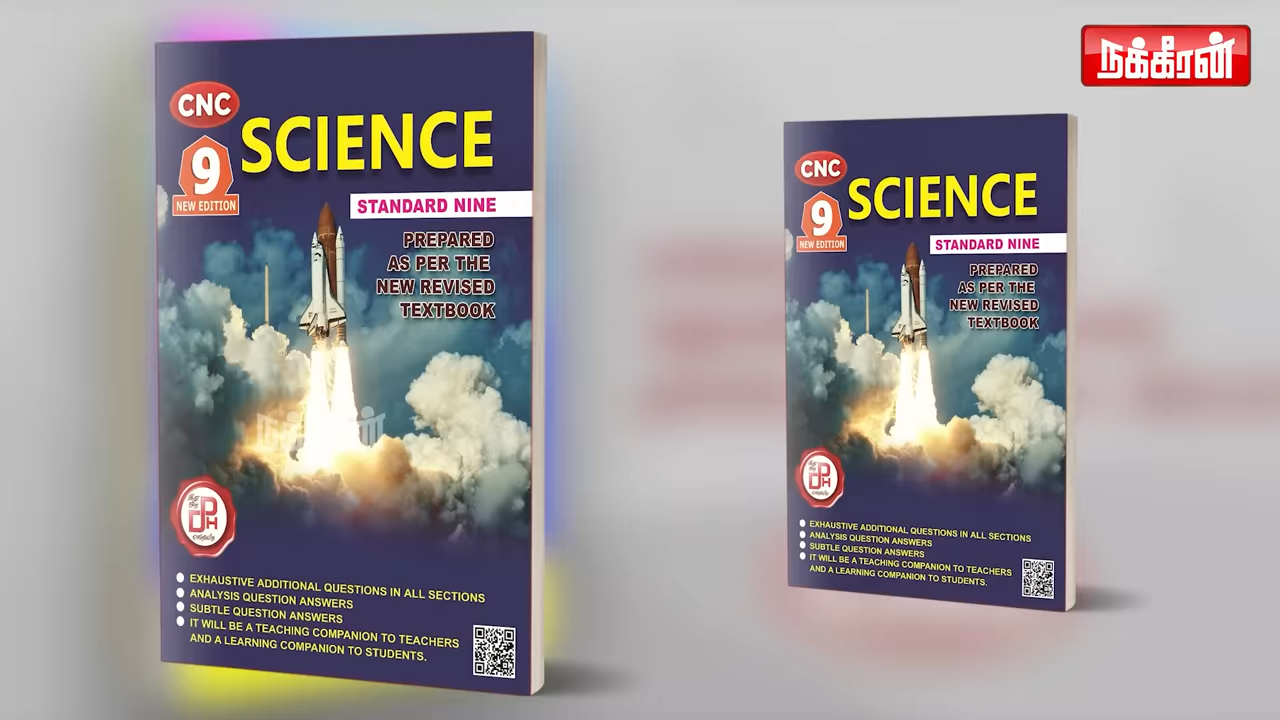 CNC
SCIENCE
9
NEW EDITION
STANDARD NINE
PREPARED
AS PER THE
NEW REVISED
TEXTBOOK
நக்கீரன்
DPH
EXHAUSTIVE ADDITIONAL QUESTIONS IN ALL SECTIONS
ANALYSIS QUESTION ANSWERS
SUBTLE QUESTION ANSWERS
IT WILL BE A TEACHING COMPANION TO TEACHERS
AND A LEARNING COMPANION TO STUDENTS.
நக்கீரன்
CNC
SCIENCE
9
NEW EDITION
STANDARD NINE
PREPARED
AS PER THE
NEW REVISED
TEXTBOOK
DPH
EXHAUSTIVE ADDITIONAL QUESTIONS IN ALL SECTIONS
ANALYSIS QUESTION ANSWERS
SUBTLE QUESTION ANSWERS
IT WILL BE A TEACHING COMPANION TO TEACHERS
AND A LEARNING COMPANION TO STUDENTS.